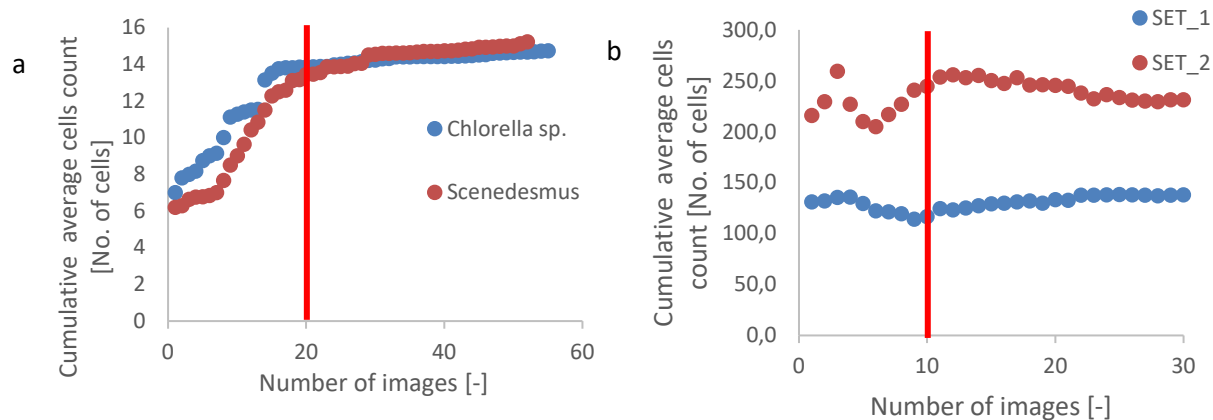 a
Cumulative average cells count
[No. of cells]
16
14
12
10
8
6
4
2
0
0
20
40
60
Number of images [-]
Chlorella sp.
Scenedesmus
b
Cumulative average cells
count [No. of cells]
300,0
250,0
200,0
150,0
100,0
50,0
0,0
0
10
20
30
Number of images [-]
SET_1
SET_2